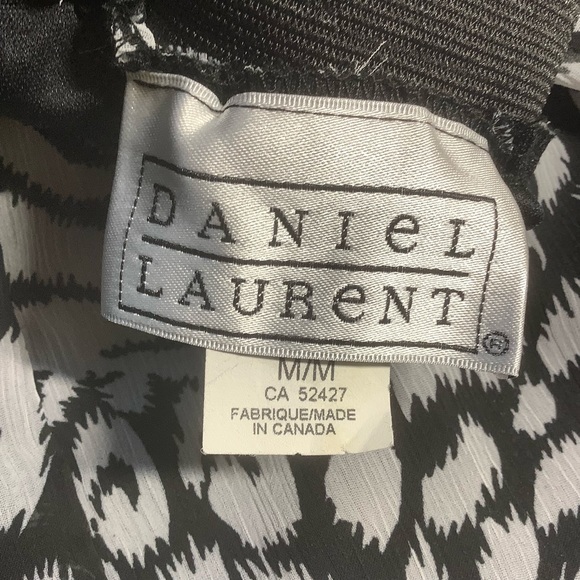 DANIeL
LAUReNT
®
M/M
CA 52427
FABRIQUE/MADE
IN CANADA